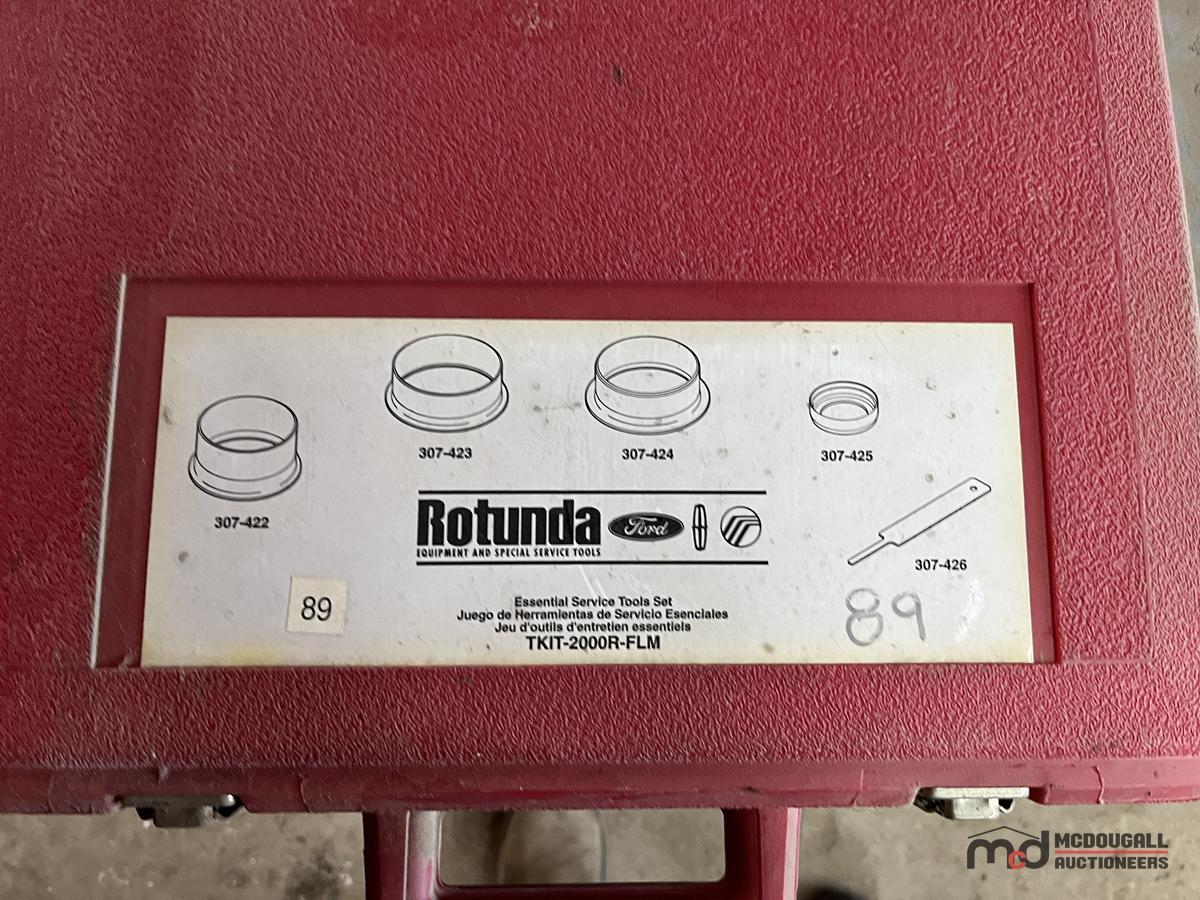 307-423
307-424
307-425
307-422
307-426
Rotunda
Ford
EQUIPMENT AND SPECIAL SERVICE TOOLS
89
Essential Service Tools Set
Juego de Herramientas de Servicio Esenciales
Jeu d'outils d'entretien essentiels
TKIT-2000R-FLM
89
mcd MCDOUGALL
AUCTIONEERS